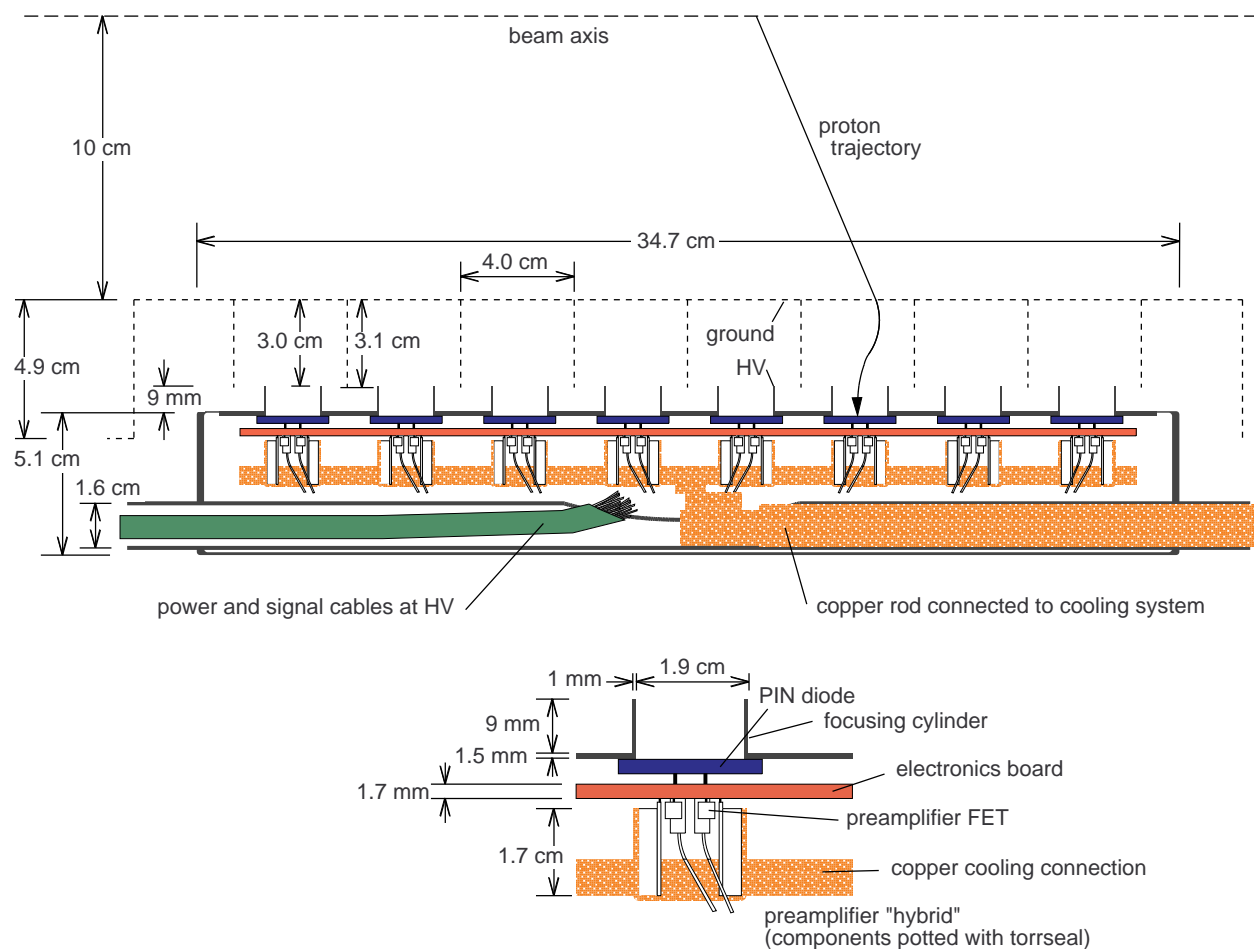 beam axis
10 cm
proton
trajectory
34.7 cm
4.0 cm
ground
3.0 cm
3.1 cm
4.9 cm
HV
9 mm
5.1 cm
1.6 cm
power and signal cables at HV
copper rod connected to cooling system
1.9 cm
1 mm
PIN diode
focusing cylinder
9 mm
1.5 mm
electronics board
1.7 mm
preamplifier FET
1.7 cm
copper cooling connection
preamplifier "hybrid"
(components potted with torrseal)